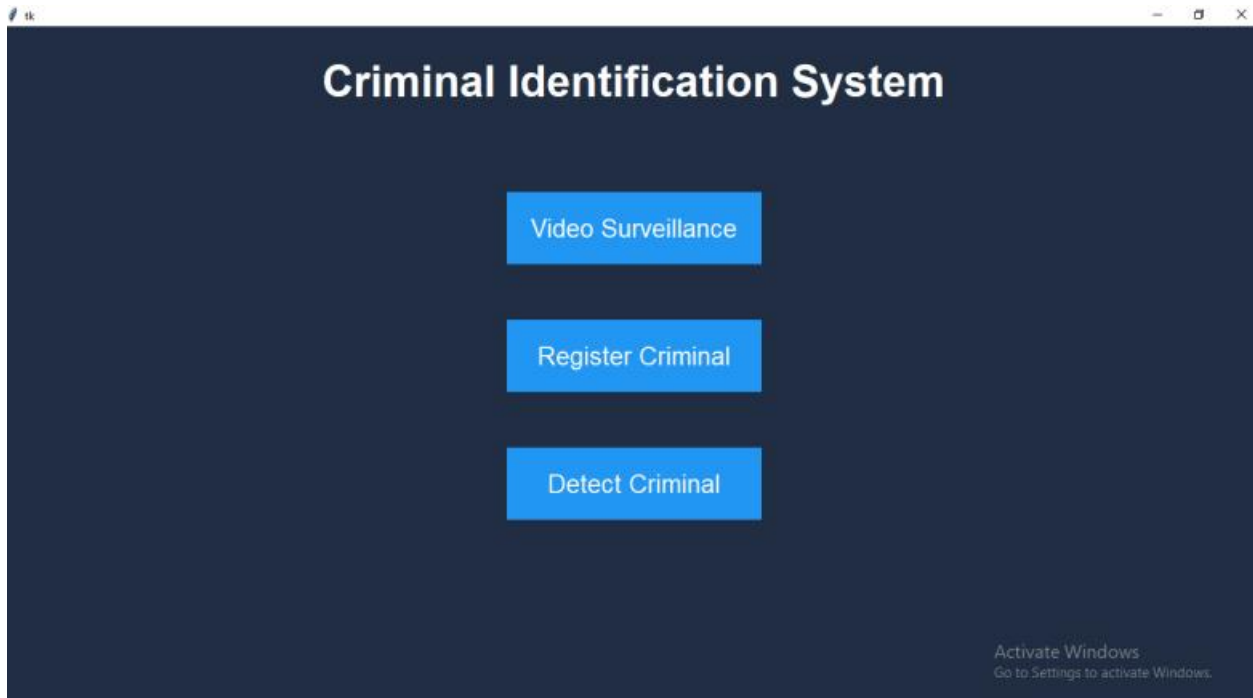 tk
Criminal Identification System
Video Surveillance
Register Criminal
Detect Criminal
Activate Windows
Go to Settings to activate Windows.